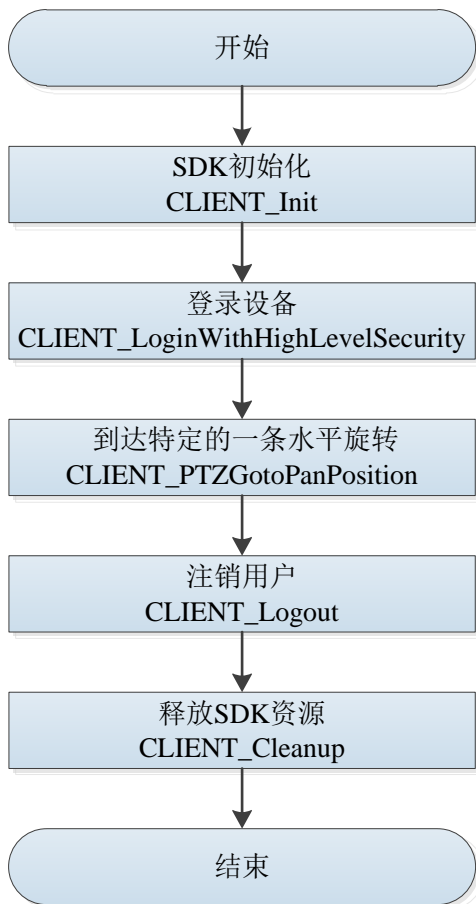 开始
SDK初始化
CLIENT_Init
登录设备
CLIENT_LoginWithHighLevelSecurity
到达特定的一条水平旋转
CLIENT_PTZGotoPanPosition
注销用户
CLIENT_Logout
释放SDK资源
CLIENT_Cleanup
结束